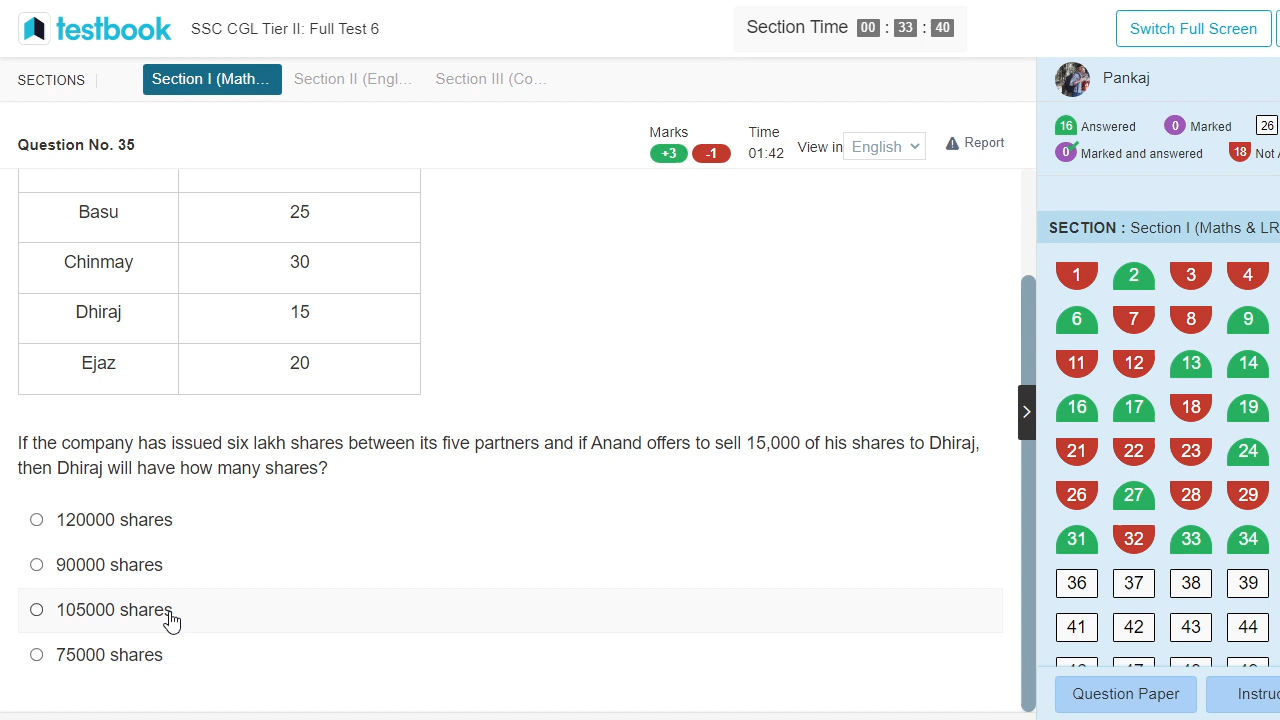 testbook SSC CGL Tier II: Full Test 6 Section Time 00 : 33 : 40 Switch Full Screen
SECTIONS Section I (Math... Section II (Engl... Section III (Co...
Pankaj
16 Answered 0 Marked 26
0 Marked and answered 18 Not
Question No. 35
Marks
+3 -1
Time
01:42
View in English
Report
Basu 25
Chinmay 30
Dhiraj 15
Ejaz 20
If the company has issued six lakh shares between its five partners and if Anand offers to sell 15,000 of his shares to Dhiraj,
then Dhiraj will have how many shares?
120000 shares
90000 shares
105000 shares
75000 shares
SECTION : Section I (Maths & LR
1 2 3 4
6 7 8 9
11 12 13 14
16 17 18 19
21 22 23 24
26 27 28 29
31 32 33 34
36 37 38 39
41 42 43 44
Question Paper Instruc